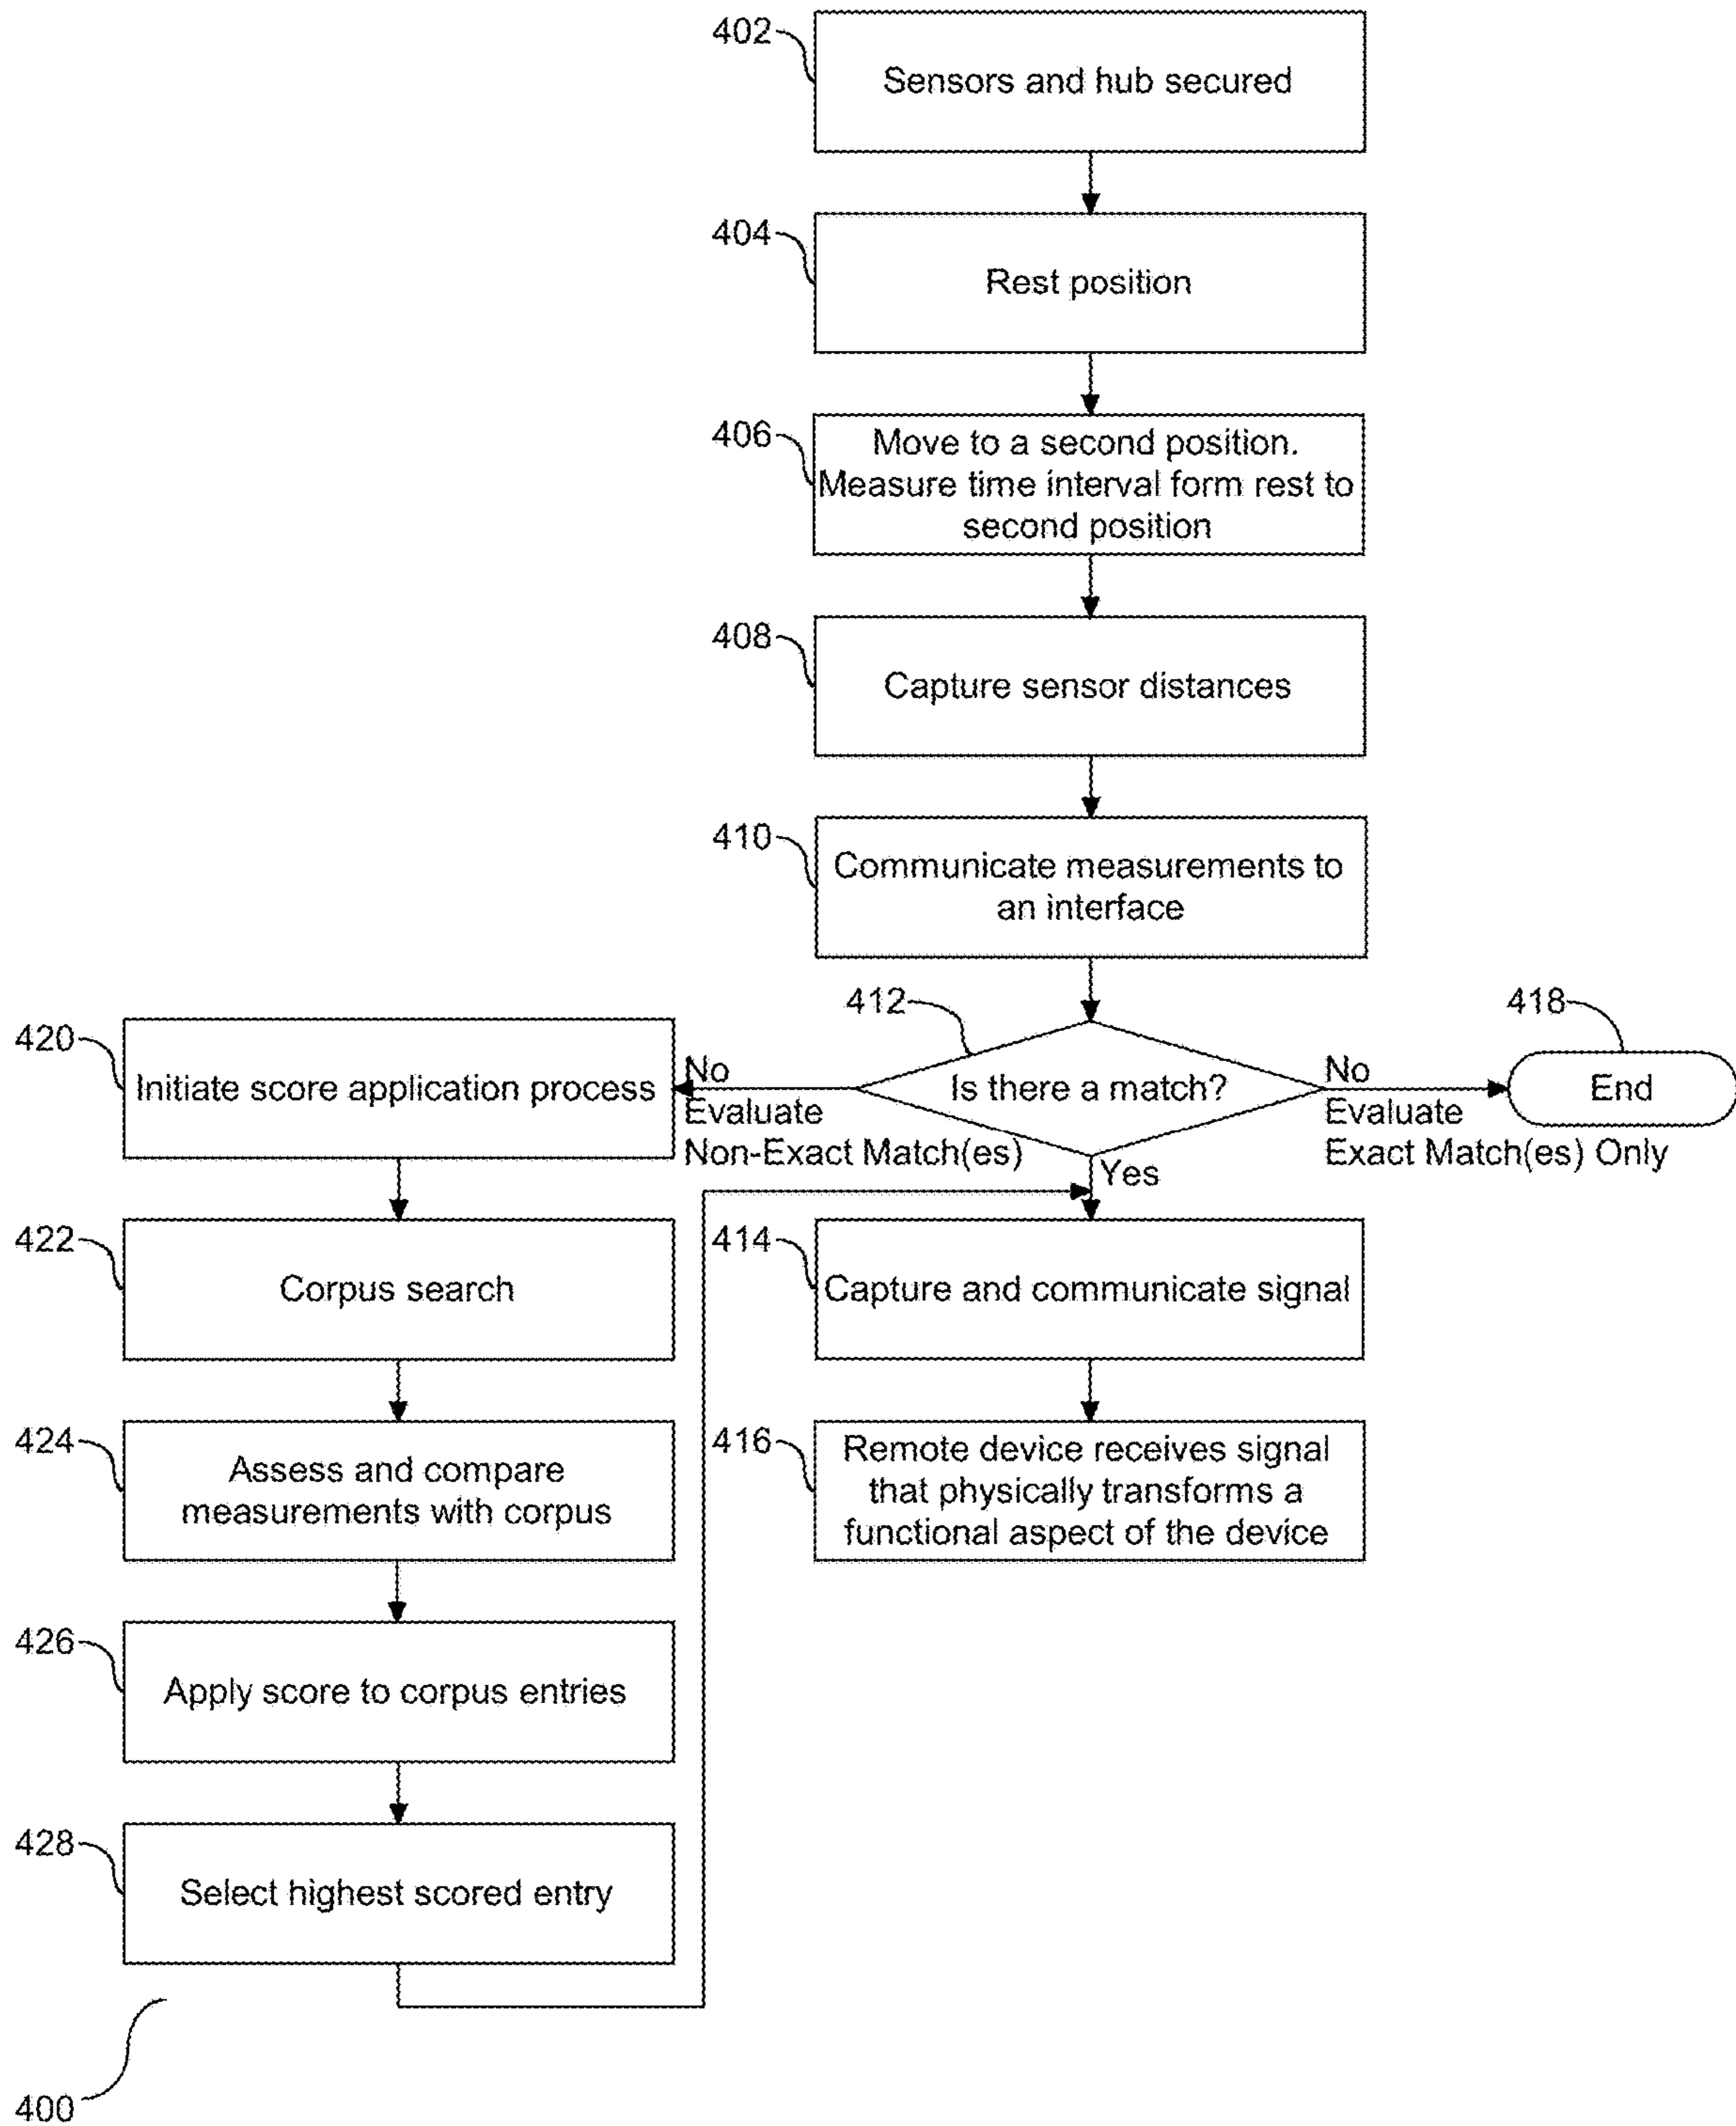 402
Sensors and hub secured
404
Rest position
406
Move to a second position.
Measure time interval form rest to
second position
408
Capture sensor distances
410
Communicate measurements to
an interface
412
Is there a match?
418
End
No
Evaluate
Exact Match(es) Only
No
Evaluate
Non-Exact Match(es)
Yes
420
Initiate score application process
422
Corpus search
414
Capture and communicate signal
424
Assess and compare
measurements with corpus
416
Remote device receives signal
that physically transforms a
functional aspect of the device
426
Apply score to corpus entries
428
Select highest scored entry
400